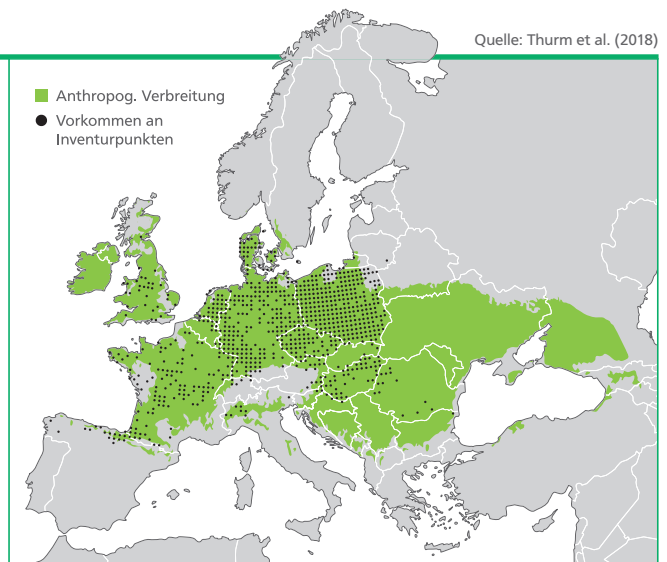 Quelle: Thurm et al. (2018)
Anthropog. Verbreitung
Vorkommen an
Inventurpunkten